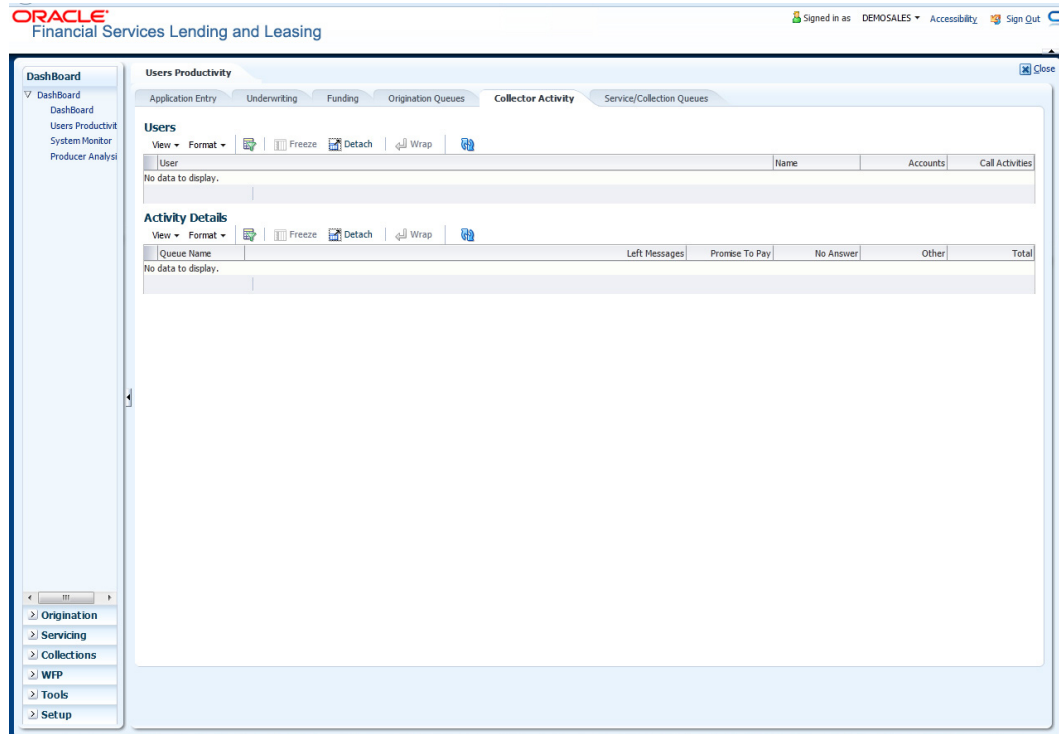 ORACLE
Financial Services Lending and Leasing
Signed in as DEMOSALES Accessibility Sign Out
DashBoard
DashBoard
DashBoard
Users Productivit
System Monitor
Producer Analysi
Origination
Servicing
Collections
WFP
Tools
Setup
Users Productivity
Close
Application Entry Underwriting Funding Origination Queues Collector Activity Service/Collection Queues
Users
View Format Freeze Detach Wrap
User Name Accounts Call Activities
No data to display.
Activity Details
View Format Freeze Detach Wrap
Queue Name Left Messages Promise To Pay No Answer Other Total
No data to display.